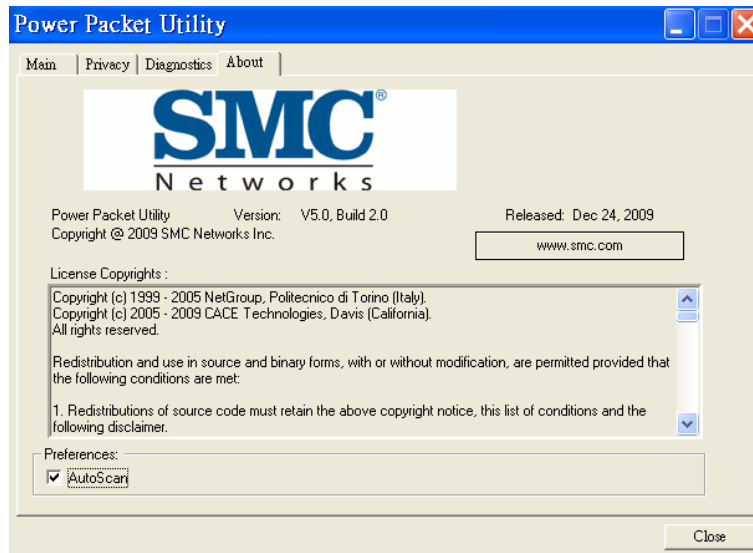 Power Packet Utility
Main Privacy Diagnostics About
SMC®
Networks
Power Packet Utility Version: V5.0, Build 2.0 Released: Dec 24, 2009
Copyright @ 2009 SMC Networks Inc.
www.smc.com
License Copyrights :
Copyright (c) 1999 - 2005 NetGroup, Politecnico di Torino (Italy).
Copyright (c) 2005 - 2009 CACE Technologies, Davis (California).
All rights reserved.
Redistribution and use in source and binary forms, with or without modification, are permitted provided that
the following conditions are met:
1. Redistributions of source code must retain the above copyright notice, this list of conditions and the
following disclaimer.
Preferences:
AutoScan
Close